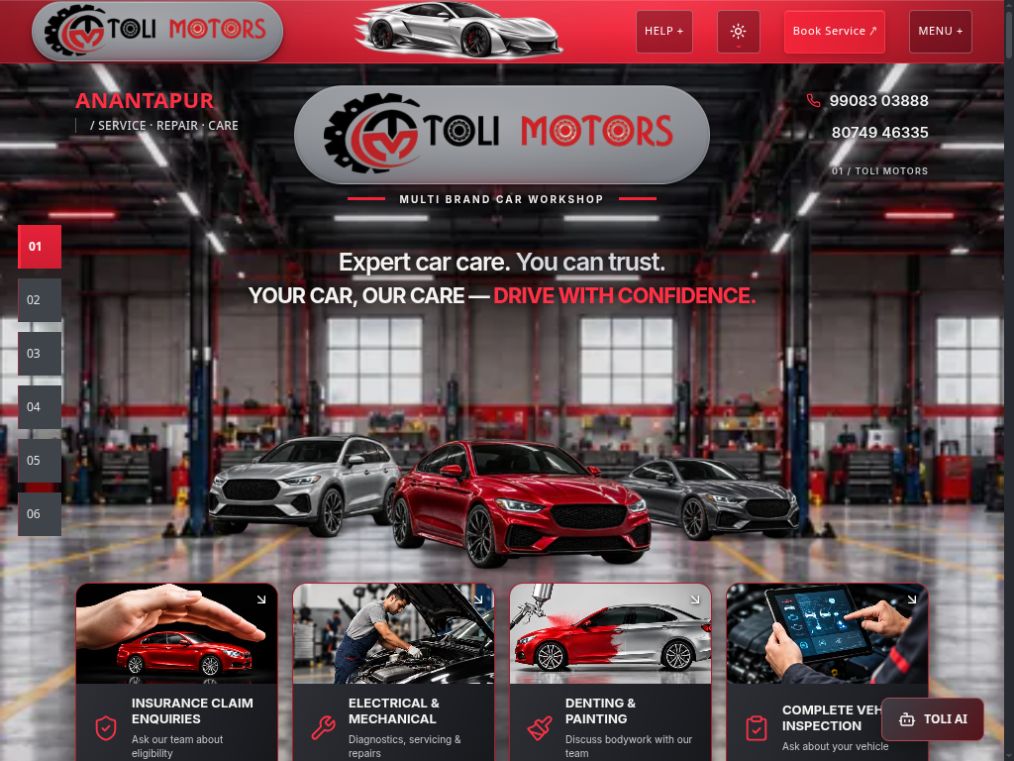 TOLI MOTORS
HELP +
Book Service ↗
MENU +
ANANTAPUR
/ SERVICE · REPAIR · CARE
TOLI MOTORS
MULTI BRAND CAR WORKSHOP
99083 03888
80749 46335
01 / TOLI MOTORS
Expert car care. You can trust.
YOUR CAR, OUR CARE — DRIVE WITH CONFIDENCE.
01
02
03
04
05
06
INSURANCE CLAIM
ENQUIRIES
Ask our team about
eligibility
ELECTRICAL &
MECHANICAL
Diagnostics, servicing &
repairs
DENTING &
PAINTING
Discuss bodywork with our
team
COMPLETE VEH
INSPECTION
Ask about your vehicle
TOLI AI